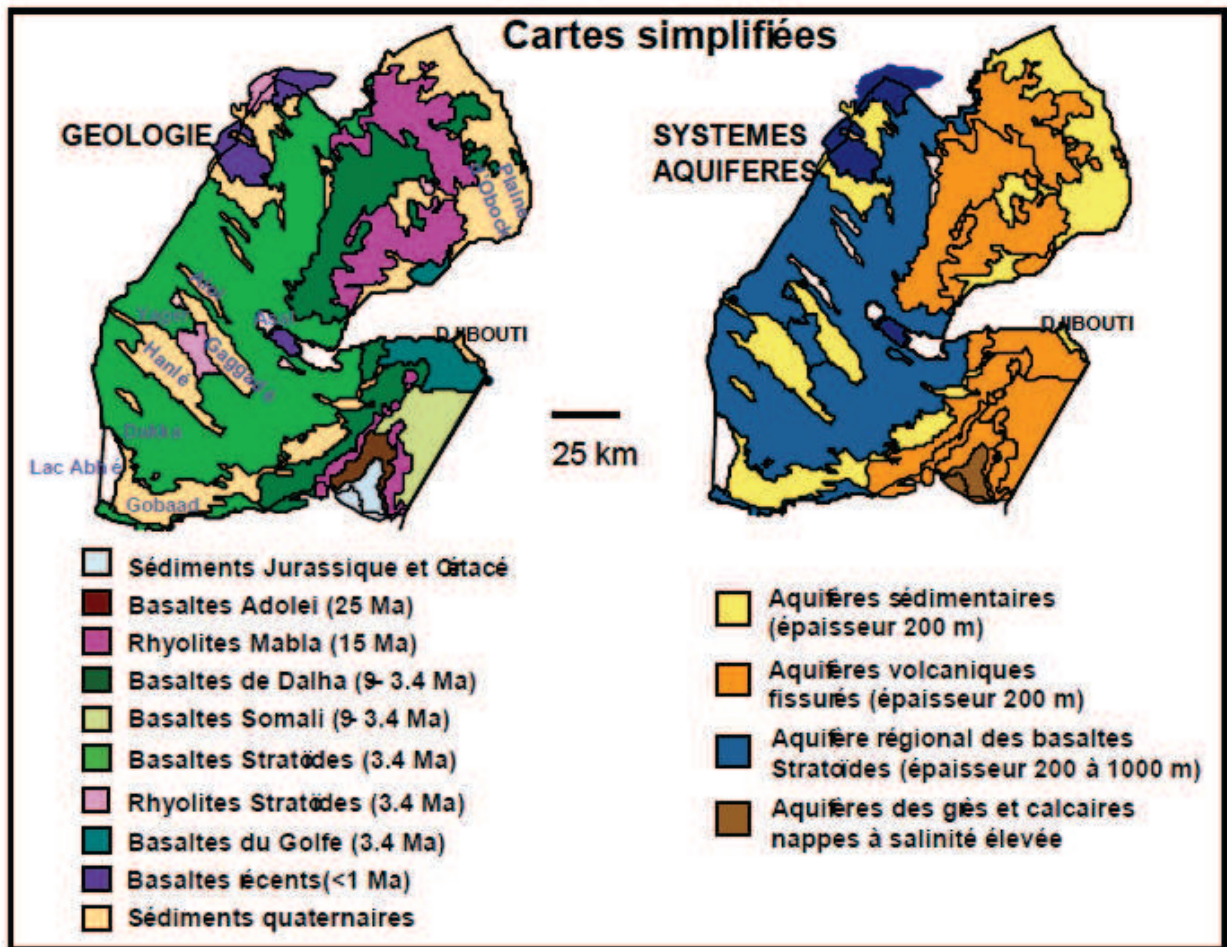 Cartes simplifiées
GEOLOGIE
SYSTEMES
AQUIFERES
Plaine
d'Obock
Asal
Gaggadé
Hanlé
DJIBOUTI
DJIBOUTI
Lac Abhé
Gobaad
25 km
Sédiments Jurassique et Crétacé
Basaltes Adolei (25 Ma)
Rhyolites Mabla (15 Ma)
Basaltes de Dalha (9- 3.4 Ma)
Basaltes Somali (9- 3.4 Ma)
Basaltes Stratoïdes (3.4 Ma)
Rhyolites Stratoïdes (3.4 Ma)
Basaltes du Golfe (3.4 Ma)
Basaltes récents(<1 Ma)
Sédiments quaternaires
Aquifères sédimentaires
(épaisseur 200 m)
Aquifères volcaniques
fissurés (épaisseur 200 m)
Aquifère régional des basaltes
Stratoïdes (épaisseur 200 à 1000 m)
Aquifères des grès et calcaires
nappes à salinité élevée